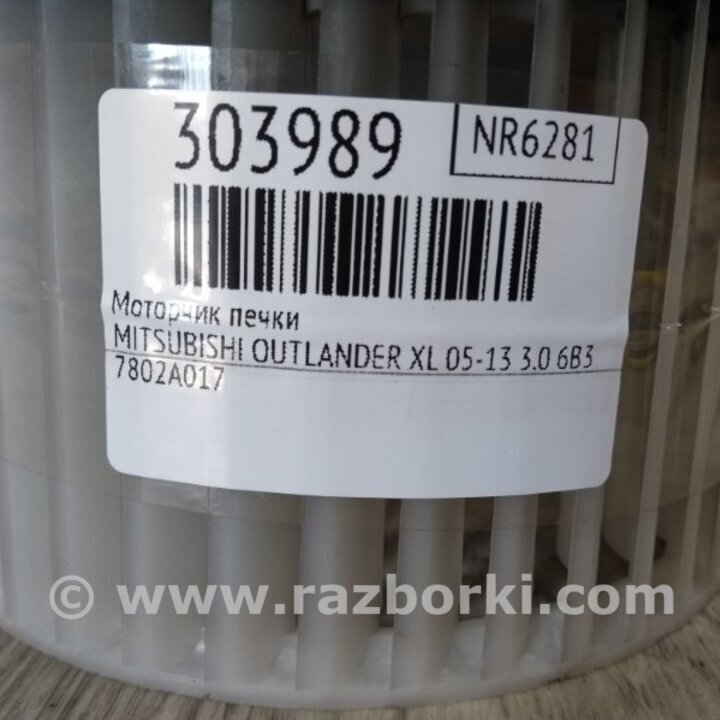 303989
NR6281
Моторчик печки
MITSUBISHI OUTLANDER XL 05-13 3.0 6B3
7802A017
© www.razborki.com